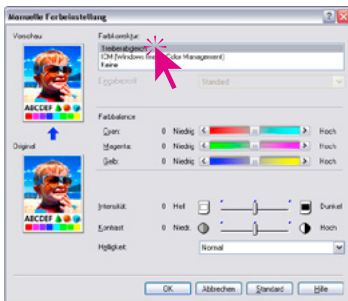 Manuelle Farbeinstellung
Vorschau
Farbkorrektur:
Treiberabgleich
ICM (Windows Image Color Management)
Keine
Standard
ABCDEF
Farbbalance
Cyan: 0 Niedrig Hoch
Original
Magenta: 0 Niedrig Hoch
Gelb: 0 Niedrig Hoch
Intensität: 0 Hell Dunkel
ABCDEF
Kontrast: 0 Niedr. Hoch
Helligkeit: Normal
OK Abbrechen Standard Hilfe